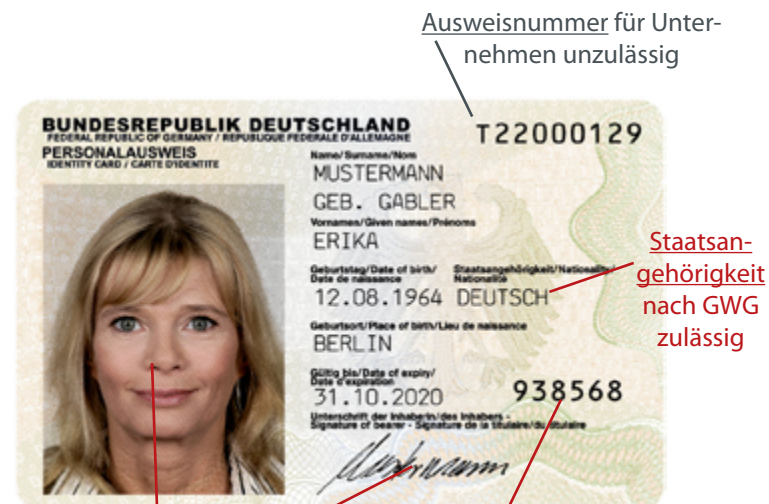 Ausweisnummer für Unter-
nehmen unzulässig
BUNDESREPUBLIK DEUTSCHLAND
FEDERAL REPUBLIC OF GERMANY / REPUBLIQUE FEDERALE D'ALLEMAGNE
T22000129
PERSONALAUSWEIS
IDENTITY CARD / CARTE D'IDENTITE
Name/Surname/Nom
MUSTERMANN
GEB. GABLER
Vornamen/Given names/Prénoms
ERIKA
Geburtstag/Date of birth/
Date de naissance
Staatsangehörigkeit/Nationality/
Nationalité
12.08.1964 DEUTSCH
Staatsan-
gehörigkeit
nach GWG
zulässig
Geburtsort/Place of birth/Lieu de naissance
BERLIN
Gültig bis/Date of expiry/
Date d'expiration
31.10.2020
938568
Unterschrift der Inhaberin/des Inhabers -
Signature of bearer - Signature de la titulaire/du titulaire
Mustermann